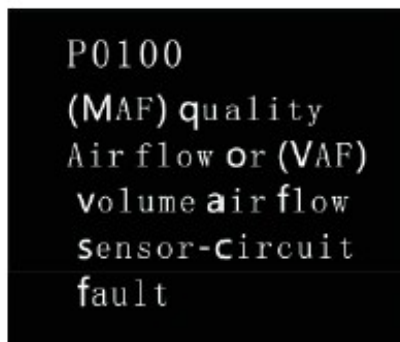 P0100
(MAF) quality
Air flow or (VAF)
volume air flow
sensor-circuit
fault